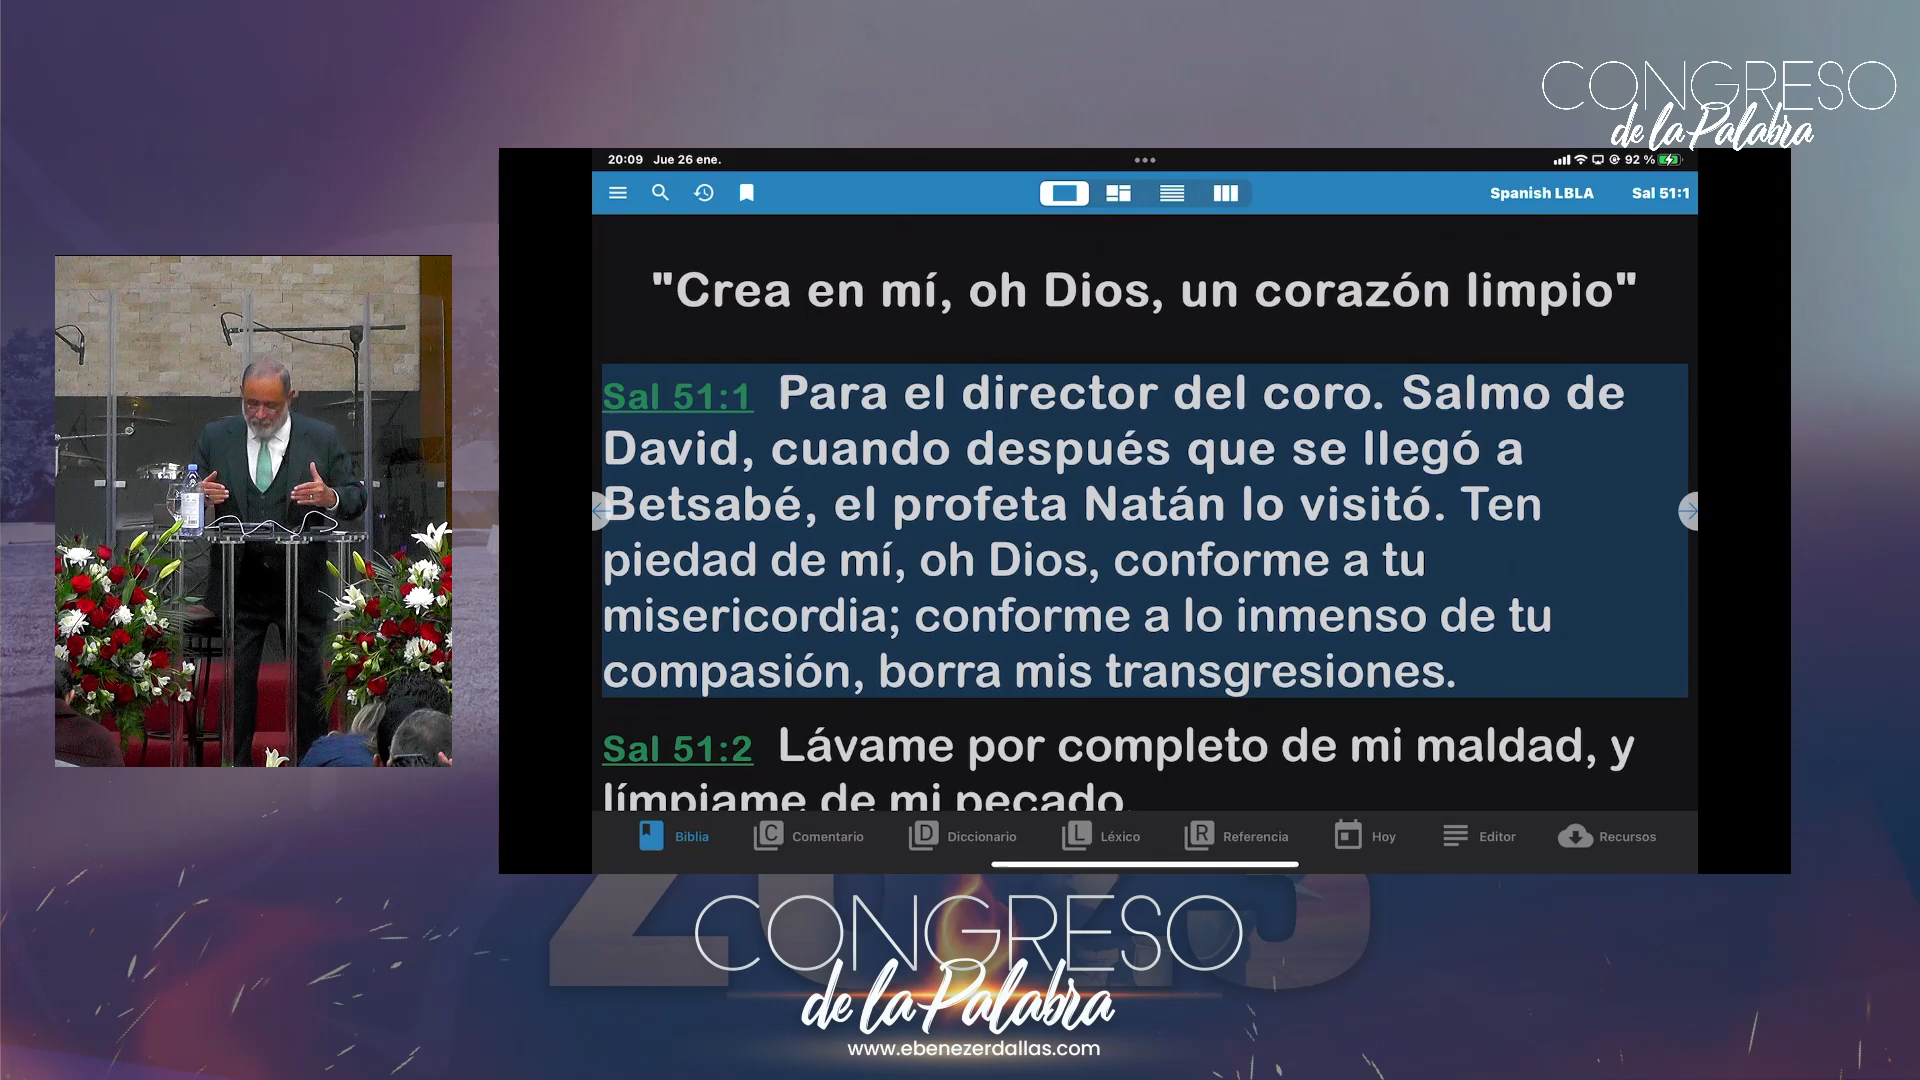 CONGRESO
de la Palabra
20:09 Jue 26 ene.
92 %
Spanish LBLA Sal 51:1
"Crea en mí, oh Dios, un corazón limpio"
Sal 51:1 Para el director del coro. Salmo de
David, cuando después que se llegó a
Betsabé, el profeta Natán lo visitó. Ten
piedad de mí, oh Dios, conforme a tu
misericordia; conforme a lo inmenso de tu
compasión, borra mis transgresiones.
Sal 51:2 Lávame por completo de mi maldad, y
límpiame de mi pecado.
Biblia C Comentario D Diccionario L Léxico R Referencia Hoy Editor Recursos
2023
CONGRESO
de la Palabra
www.ebenezerdallas.com